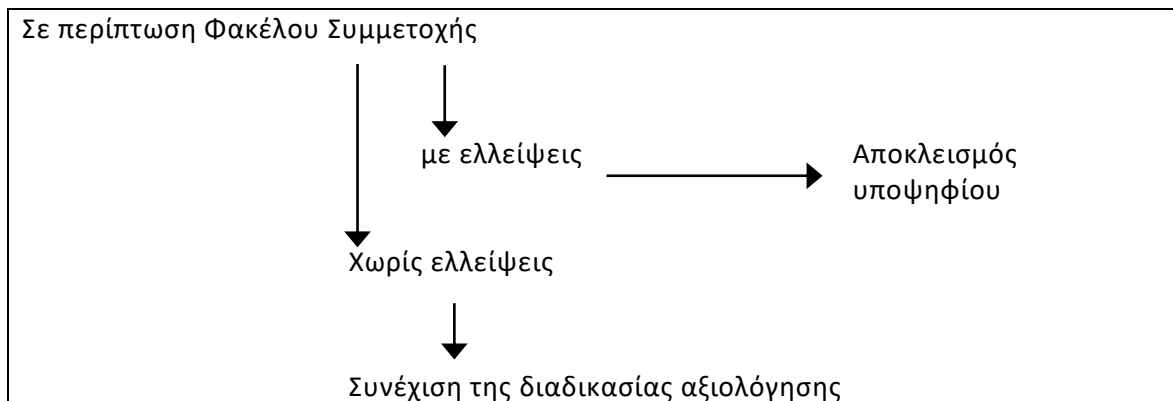 Σε περίπτωση Φακέλου Συμμετοχής
με ελλείψεις
Αποκλεισμός
υποψηφίου
Χωρίς ελλείψεις
Συνέχιση της διαδικασίας αξιολόγησης